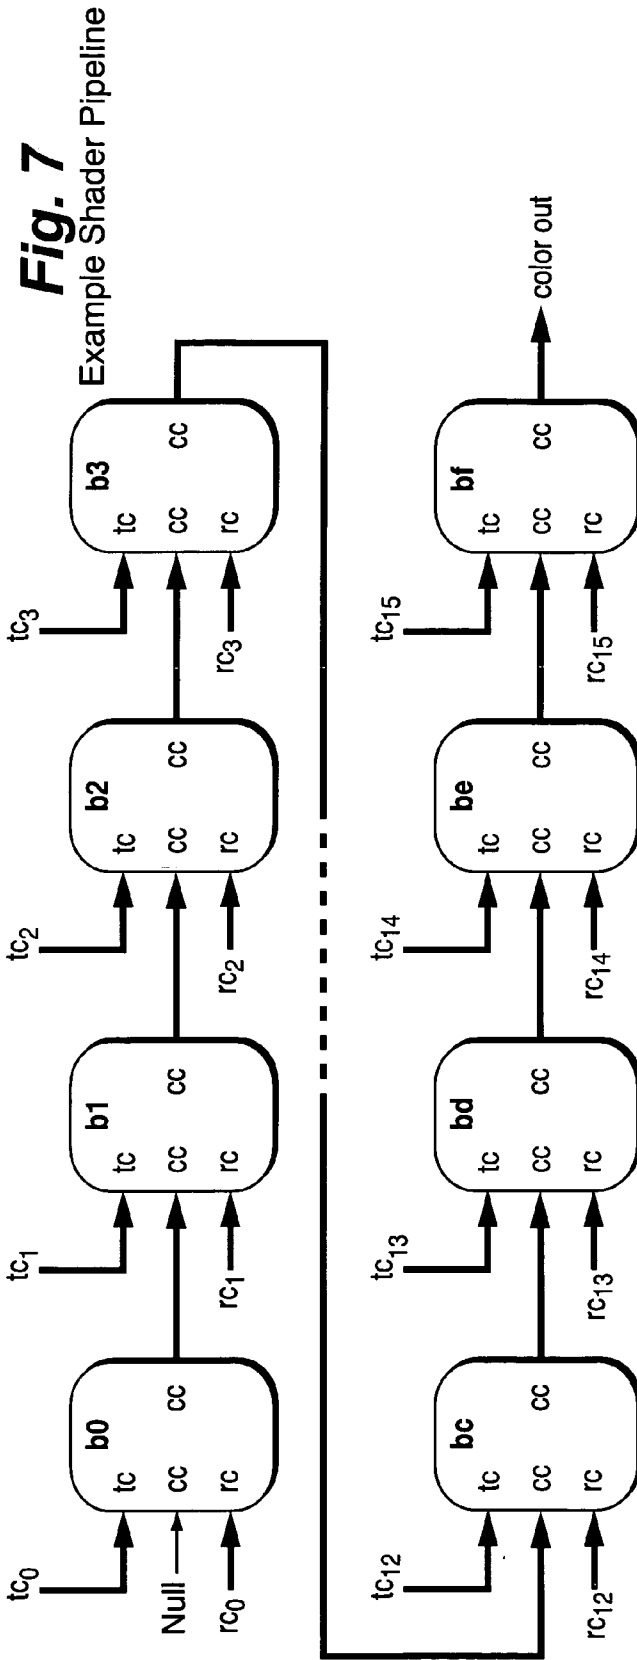 Fig. 7
Example Shader Pipeline
tc0 tc1 tc2 tc3
b0 b1 b2 b3
tc tc tc tc
Null cc cc cc cc cc cc cc cc
rc0 rc rc1 rc rc2 rc rc3 rc
tc12 tc13 tc14 tc15
bc bd be bf
tc tc tc tc
cc cc cc cc cc cc cc cc color out
rc12 rc rc13 rc rc14 rc rc15 rc